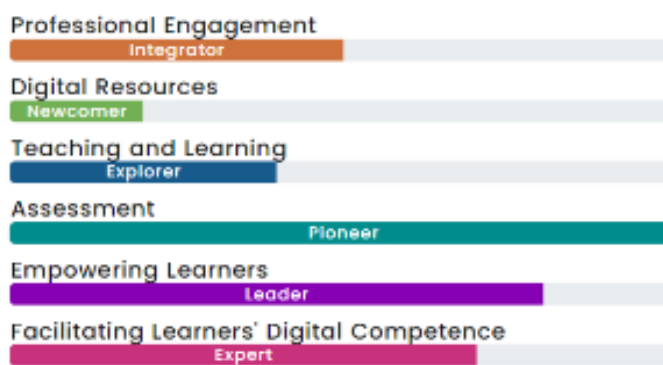 Professional Engagement
Integrator
Digital Resources
Newcomer
Teaching and Learning
Explorer
Assessment
Pioneer
Empowering Learners
Leader
Facilitating Learners' Digital Competence
Expert